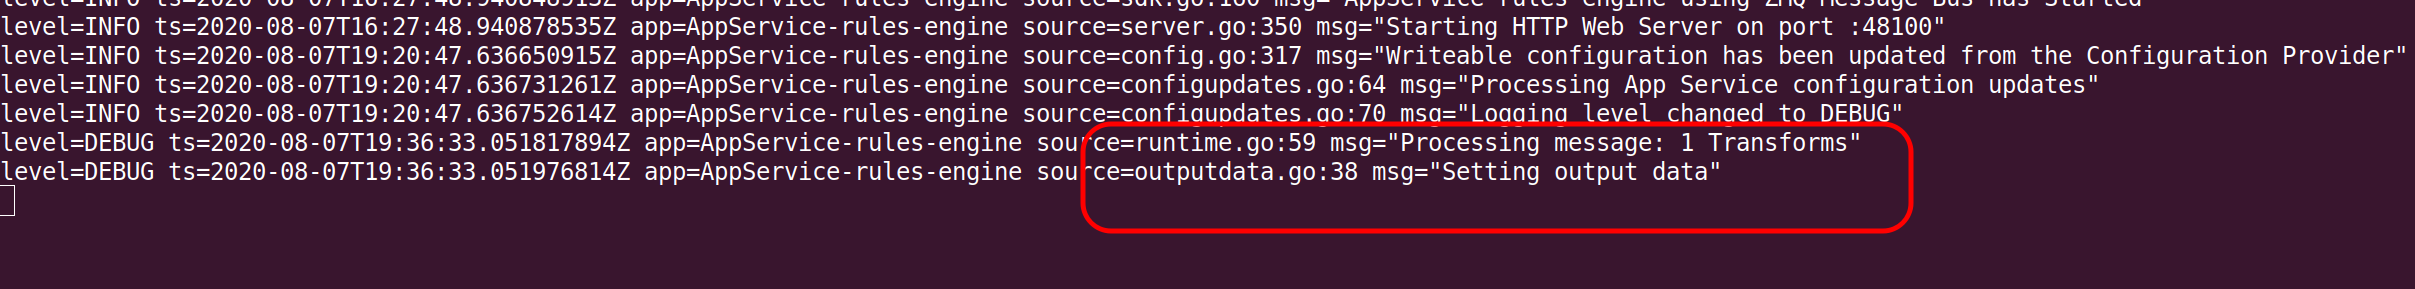 level=INFO ts=2020-08-07T16:27:48.940848915Z app=AppService-rules-engine source=sdk.go:160 msg="AppService-rules-engine using ZMQ Message Bus has Started"
level=INFO ts=2020-08-07T16:27:48.940878535Z app=AppService-rules-engine source=server.go:350 msg="Starting HTTP Web Server on port :48100"
level=INFO ts=2020-08-07T19:20:47.636650915Z app=AppService-rules-engine source=config.go:317 msg="Writeable configuration has been updated from the Configuration Provider"
level=INFO ts=2020-08-07T19:20:47.636731261Z app=AppService-rules-engine source=configupdates.go:64 msg="Processing App Service configuration updates"
level=INFO ts=2020-08-07T19:20:47.636752614Z app=AppService-rules-engine source=configupdates.go:70 msg="Logging level changed to DEBUG"
level=DEBUG ts=2020-08-07T19:36:33.051817894Z app=AppService-rules-engine source=runtime.go:59 msg="Processing message: 1 Transforms"
level=DEBUG ts=2020-08-07T19:36:33.051976814Z app=AppService-rules-engine source=outputdata.go:38 msg="Setting output data"